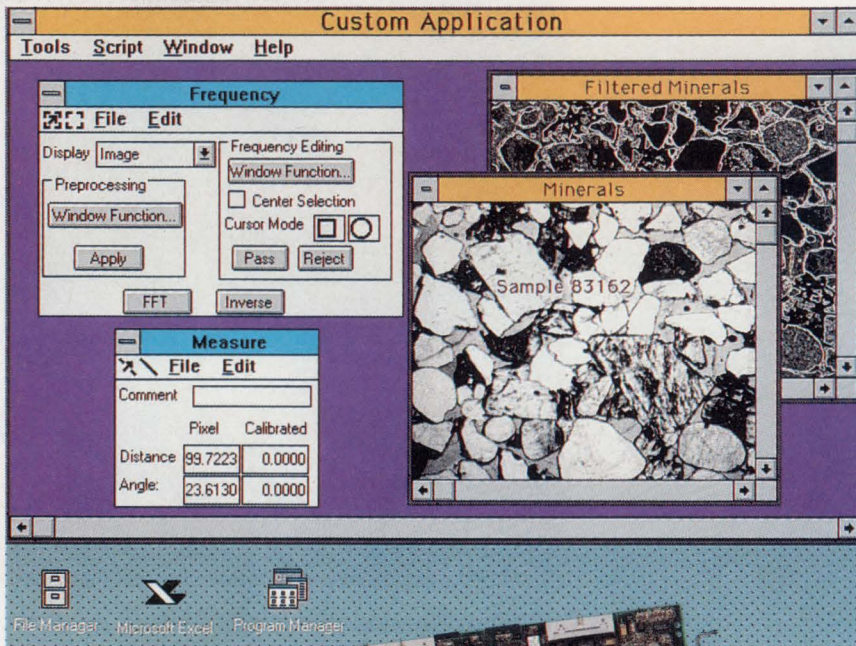 Custom Application
Tools Script Window Help
Frequency
File Edit
Display Image
Preprocessing
Window Function...
Apply
Frequency Editing
Window Function...
Center Selection
Cursor Mode
Pass Reject
FFT Inverse
Measure
File Edit
Comment
Pixel Calibrated
Distance 99.7223 0.0000
Angle: 23.6130 0.0000
Filtered Minerals
Minerals
Sample 83162
File Manager Microsoft Excel Program Manager